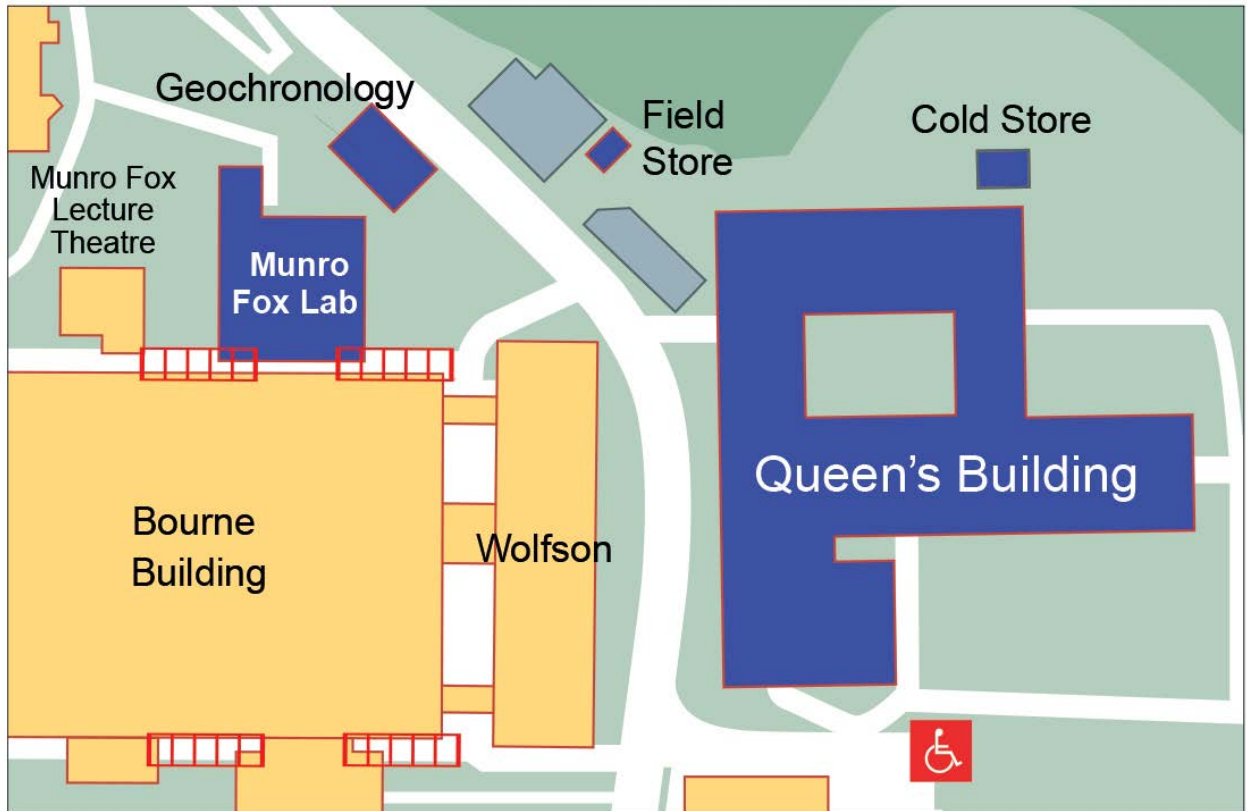 Geochronology
Field
Store
Cold Store
Munro Fox
Lecture
Theatre
Munro
Fox Lab
Queen's Building
Bourne
Building
Wolfson